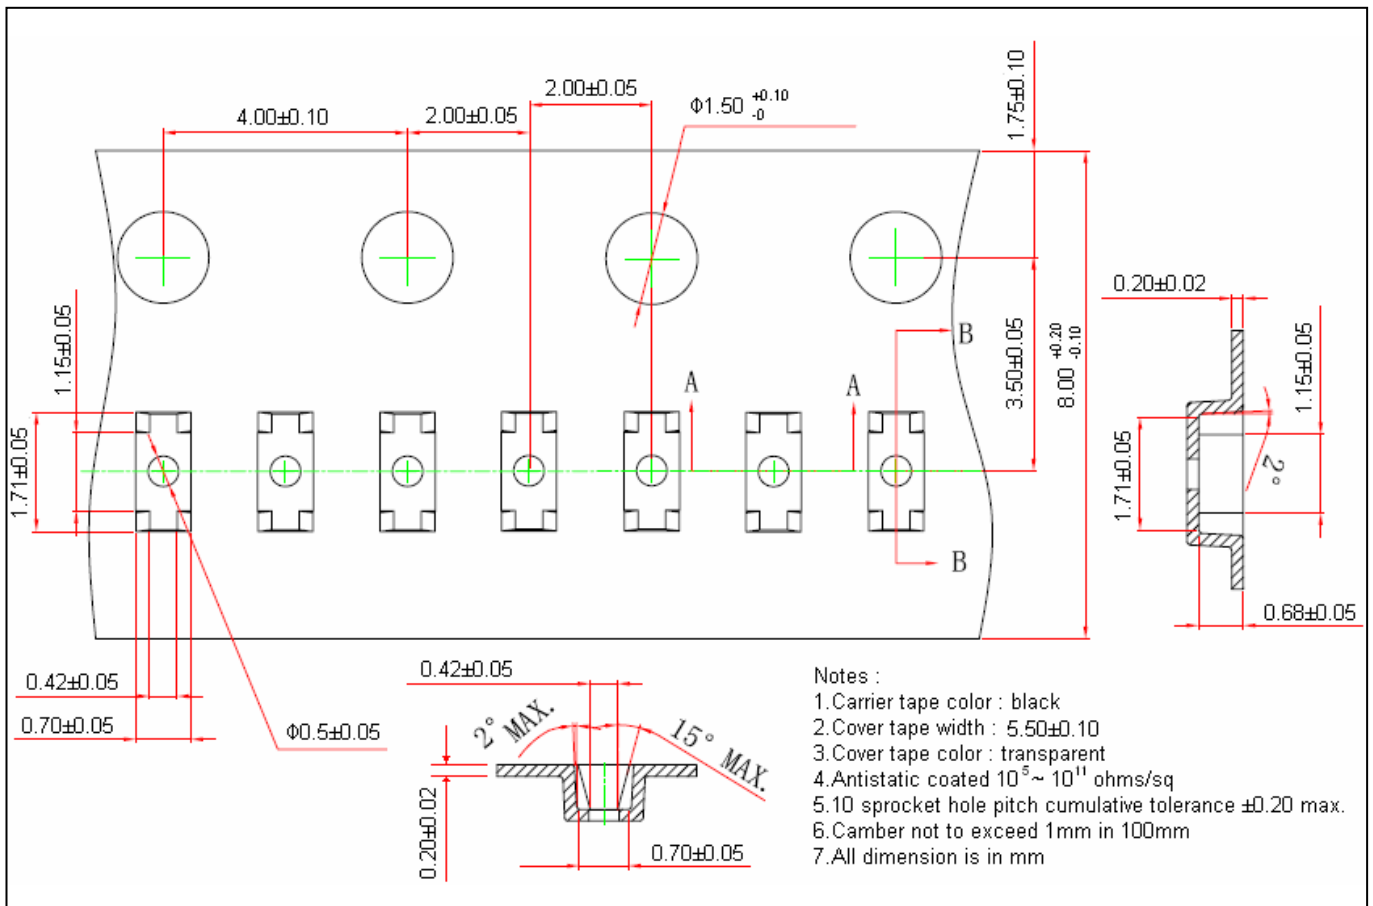 2.00±0.05
4.00±0.10
2.00±0.05
Φ1.50 +0.10 -0
1.75±0.10
0.20±0.02
1.15±0.05
B
3.50±0.05
8.00 +0.20 -0.10
1.15±0.05
A
A
1.71±0.05
1.71±0.05
2°
B
0.68±0.05
0.42±0.05
0.70±0.05
Φ0.5±0.05
0.42±0.05
2° MAX.
15° MAX.
0.20±0.02
0.70±0.05
Notes :
1.Carrier tape color : black
2.Cover tape width : 5.50±0.10
3.Cover tape color : transparent
4.Antistatic coated 10⁵~ 10¹¹ ohms/sq
5.10 sprocket hole pitch cumulative tolerance ±0.20 max.
6.Camber not to exceed 1mm in 100mm
7.All dimension is in mm